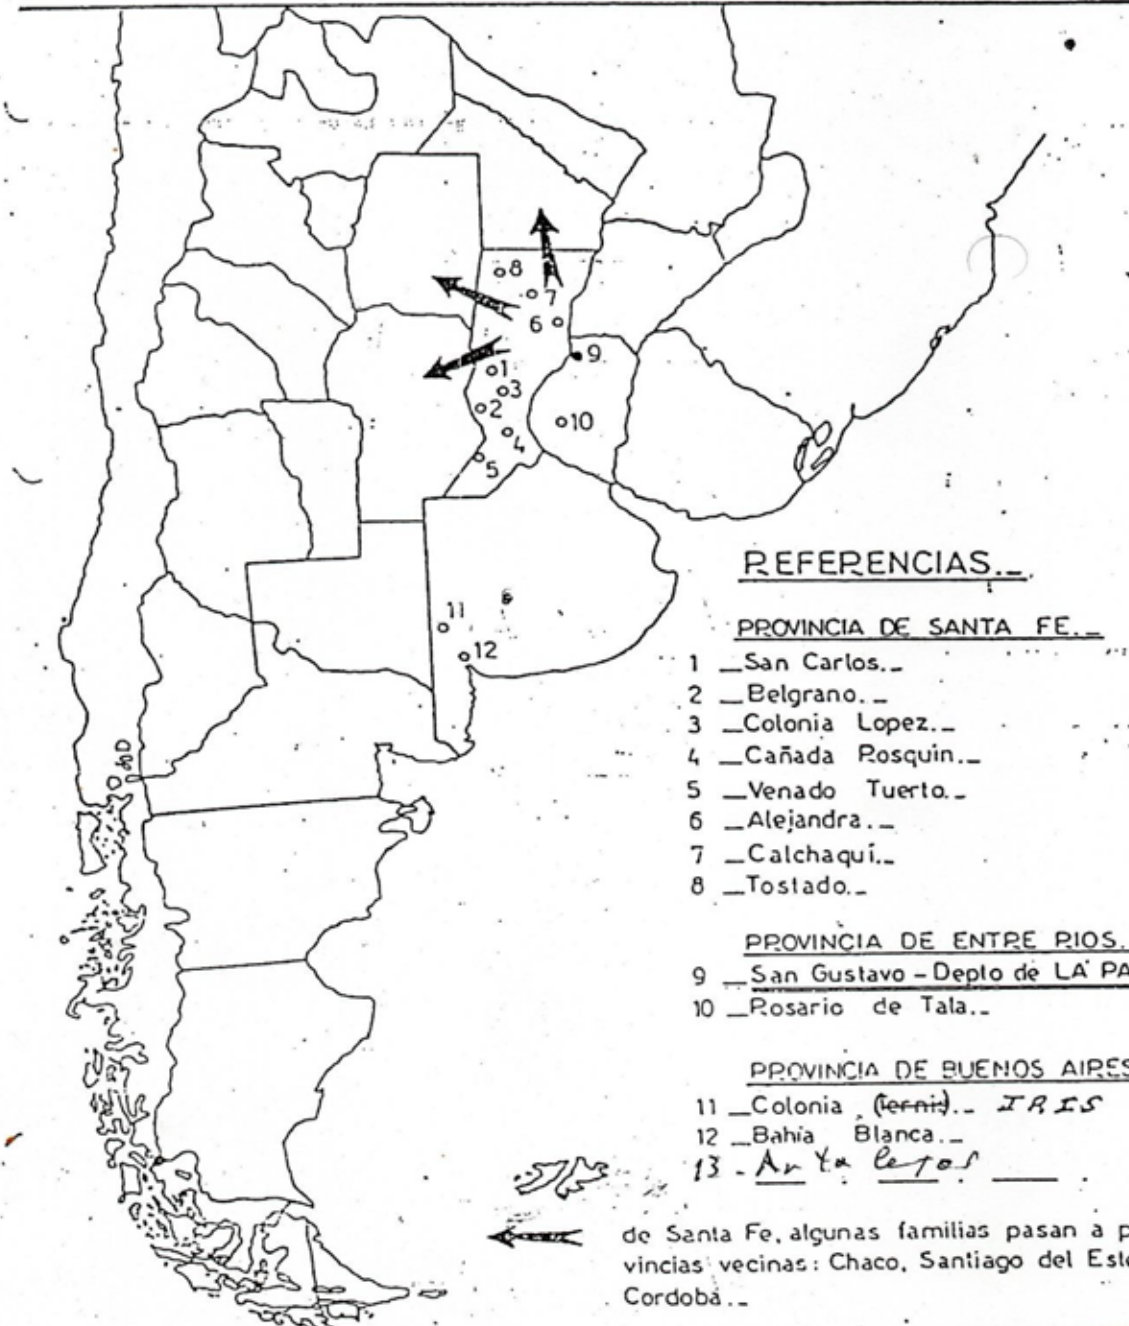 8
7
6
9
1
3
2
10
4
5
11
12
REFERENCIAS._
PROVINCIA DE SANTA FE._
1 _San Carlos._
2 _Belgrano._
3 _Colonia Lopez._
4 _Cañada Rosquin._
5 _Venado Tuerto._
6 _Alejandra._
7 _Calchaquí._
8 _Tostado._
PROVINCIA DE ENTRE RIOS.
9 _San Gustavo - Depto de LA PA
10 _Rosario de Tala._
PROVINCIA DE BUENOS AIRES
11 _Colonia IRIS
12 _Bahia Blanca._
13 -
de Santa Fe, algunas familias pasan a p
vincias vecinas: Chaco, Santiago del Este
Cordoba._